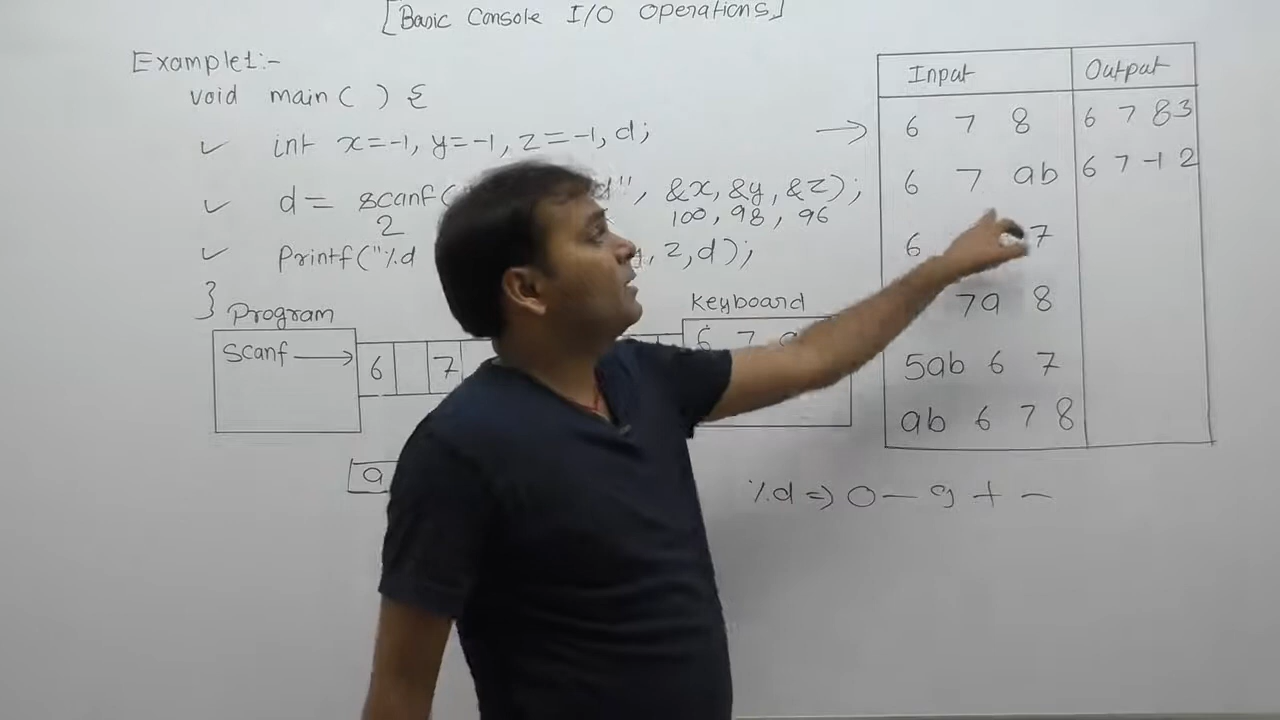 [Basic Console I/O Operations]
Example1:-
void main( ) {
int x=-1, y=-1, z=-1, d;
d = scanf( d", &x, &y, &z);
2 100, 98, 96
Printf("%d , z, d);
}
Program
Scanf
6 7
a
Keyboard
6 7
Input Output
6 7 8 6 7 8 3
6 7 ab 6 7 -1 2
6 7
7a 8
5ab 6 7
ab 6 7 8
%d => 0 - 9 + -